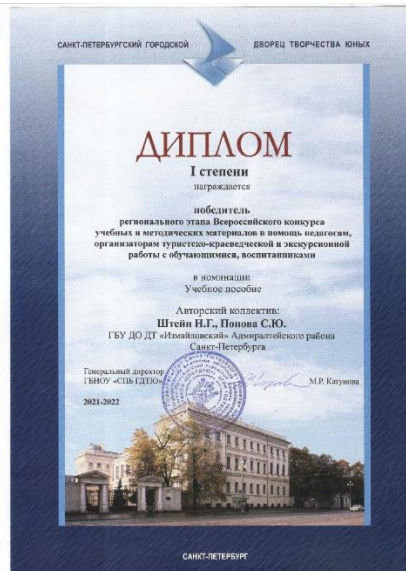 САНКТ-ПЕТЕРБУРГСКИЙ ГОРОДСКОЙ ДВОРЕЦ ТВОРЧЕСТВА ЮНЫХ
ДИПЛОМ
I степени
награждается
победитель
регионального этапа Всероссийского конкурса
учебных и методических материалов в помощь педагогам,
организаторам туристско-краеведческой и экскурсионной
работы с обучающимися, воспитанниками
в номинации
Учебное пособие
Авторский коллектив:
Штейн Н.Г., Попова С.Ю.
ГБУ ДО ДТ «Измайловский» Адмиралтейского района
Санкт-Петербурга
Генеральный директор
ГБНОУ «СПБ ГДТЮ» М.Р. Катунова
2021-2022
САНКТ-ПЕТЕРБУРГ